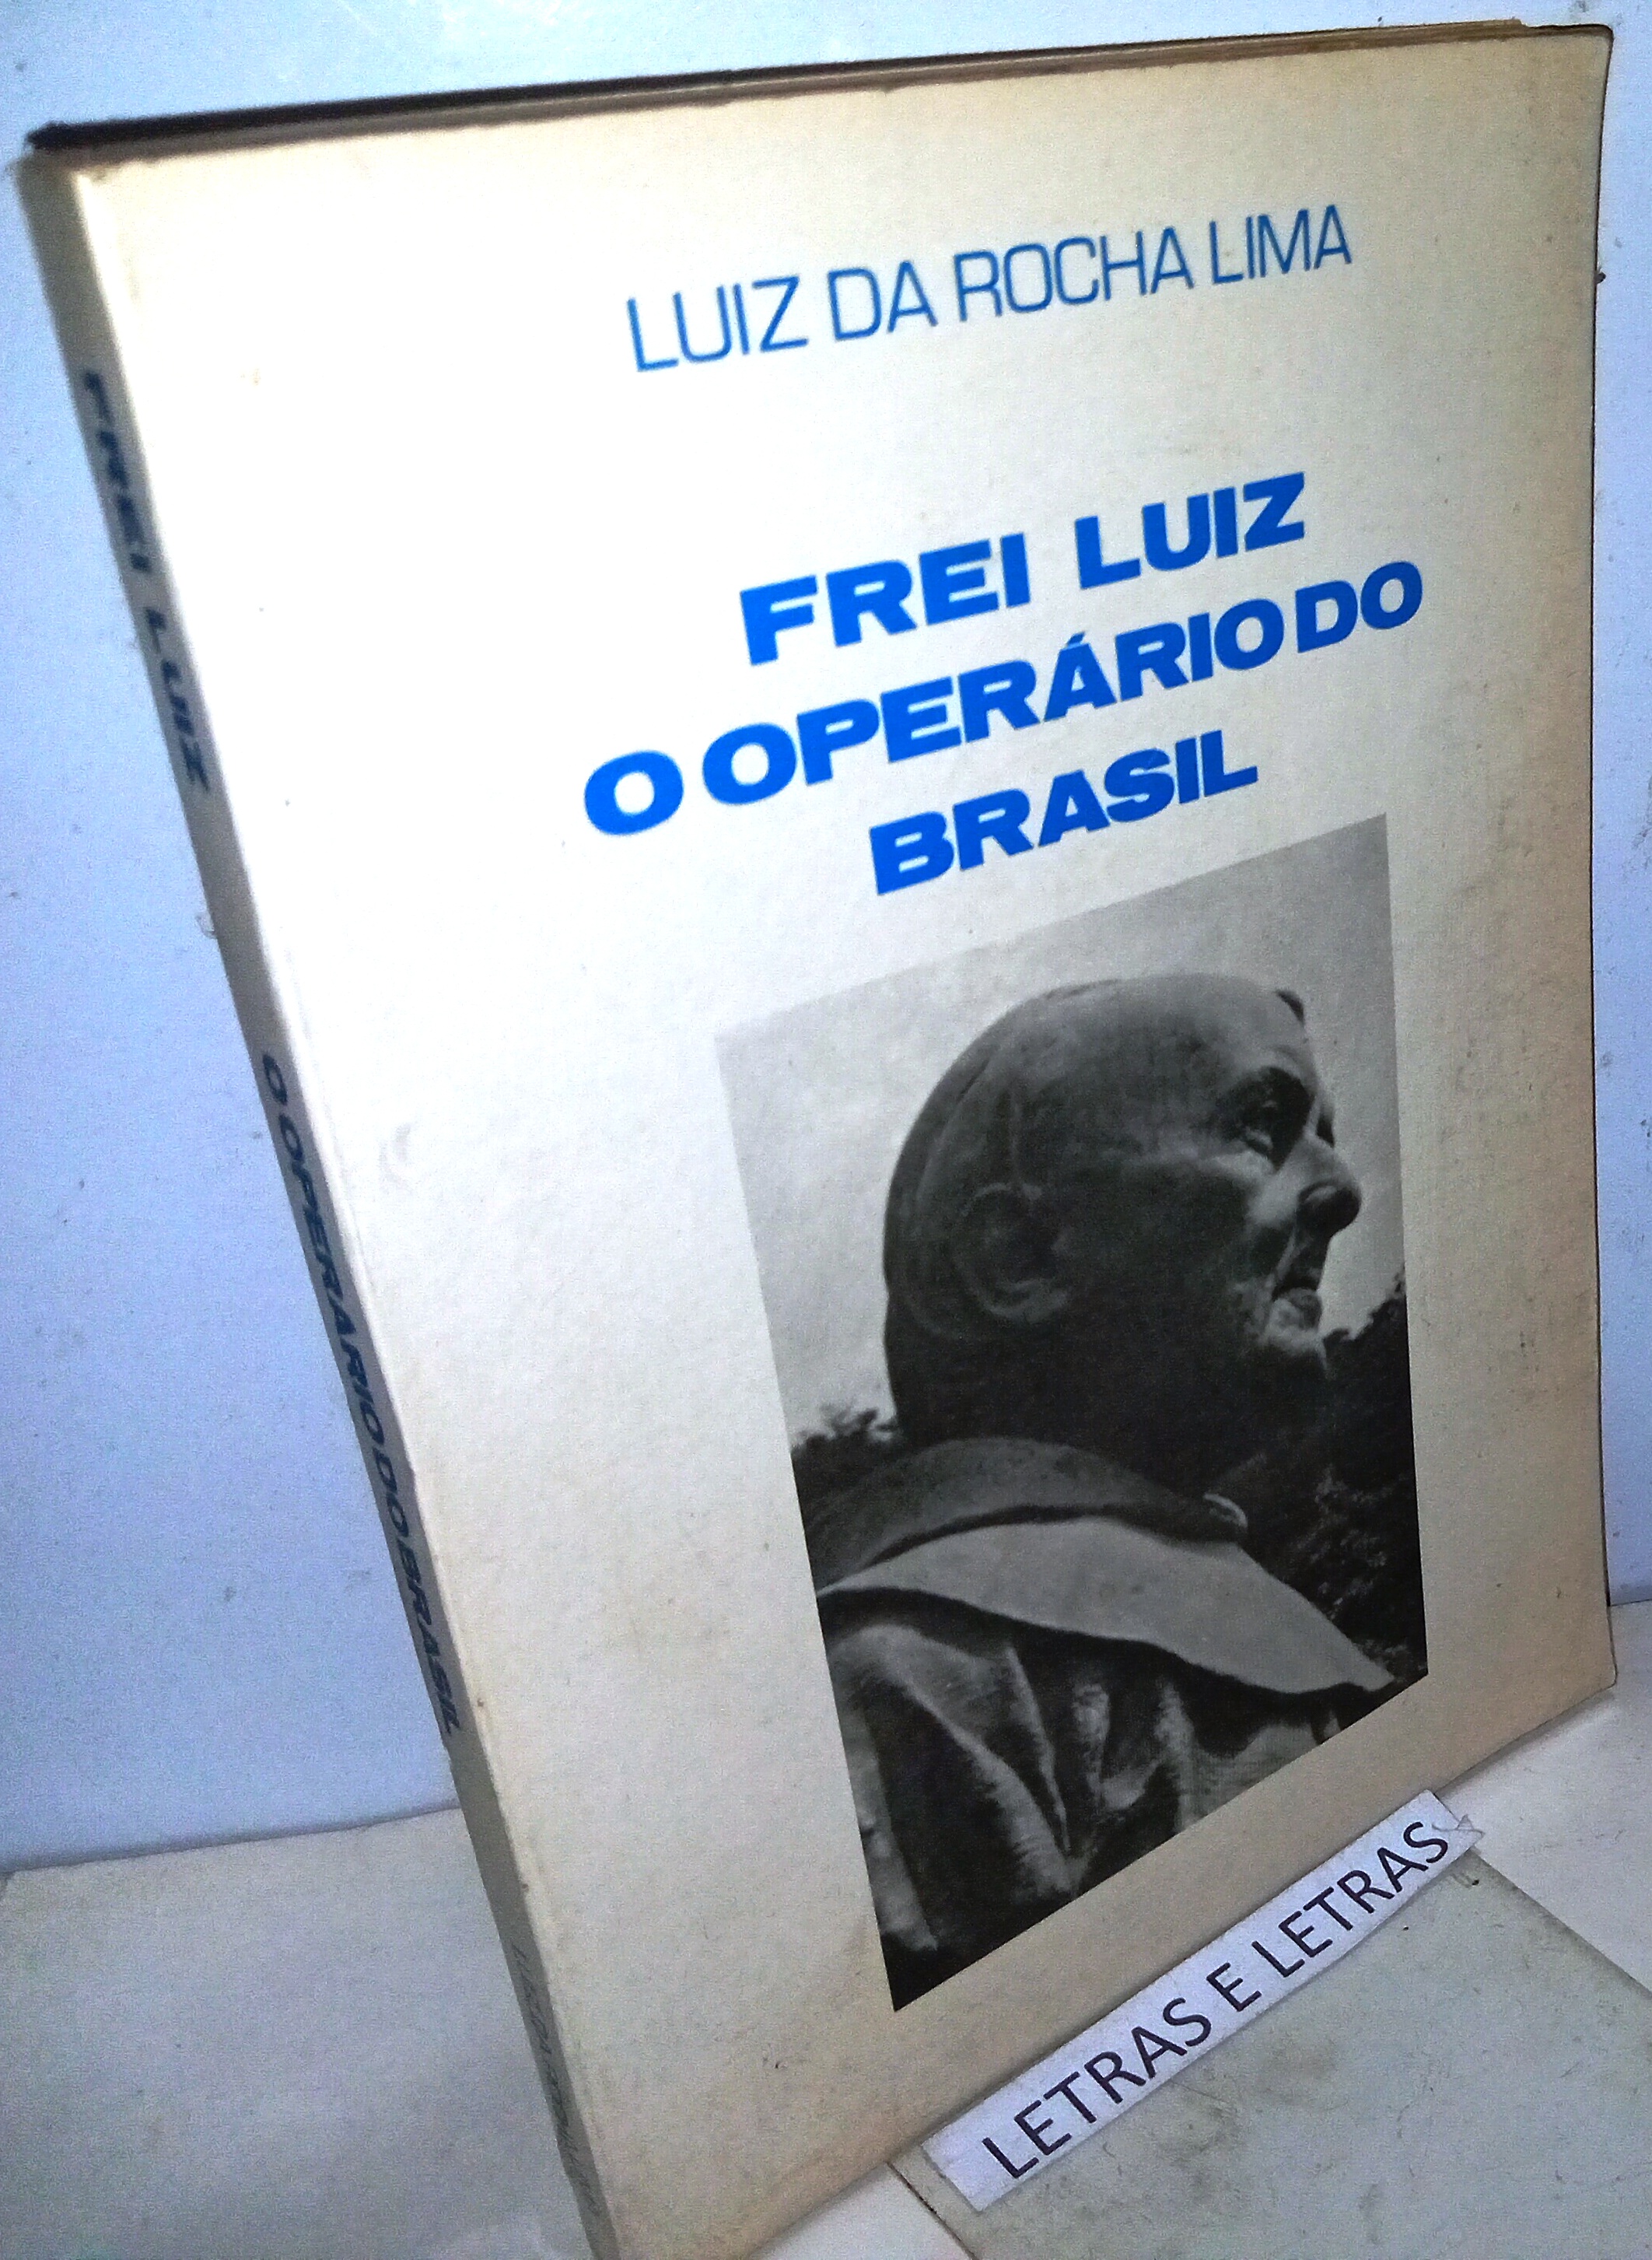 LUIZ DA ROCHA LIMA
FREI LUIZ
O OPERÁRIO DO
BRASIL
FREI LUIZ
O OPERÁRIO DO BRASIL
LETRAS E LETRAS